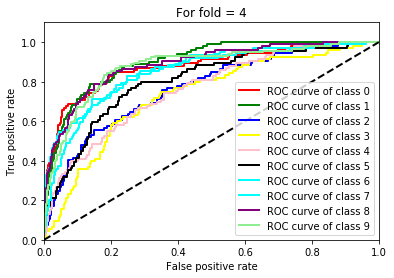 For fold = 4
True positive rate
1.0
0.8
0.6
0.4
0.2
0.0
ROC curve of class 0
ROC curve of class 1
ROC curve of class 2
ROC curve of class 3
ROC curve of class 4
ROC curve of class 5
ROC curve of class 6
ROC curve of class 7
ROC curve of class 8
ROC curve of class 9
0.0 0.2 0.4 0.6 0.8 1.0
False positive rate